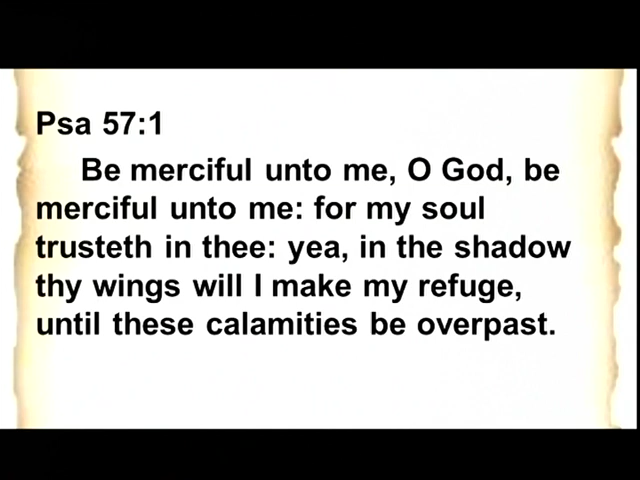 Psa 57:1
Be merciful unto me, O God, be
merciful unto me: for my soul
trusteth in thee: yea, in the shadow
thy wings will I make my refuge,
until these calamities be overpast.